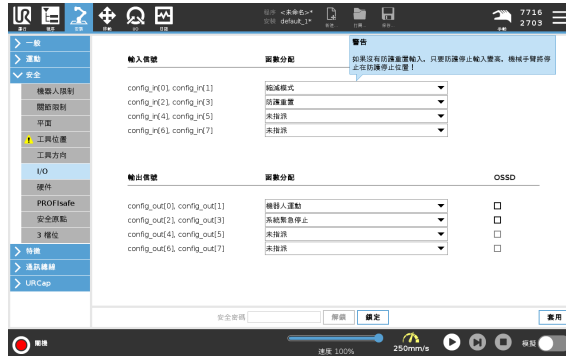 程序 <未命名>*
安裝 default_1*
7716
2703
一般
運動
安全
機器人限制
關節限制
平面
工具位置
工具方向
I/O
硬件
PROFIsafe
安全原點
3 檔位
特徵
通訊總線
URCap
輸入信號
函數分配
警告
如果沒有防護重置輸入, 只要防護停止輸入變高, 機械手臂將停
止在防護停止位置!
config_in[0], config_in[1]
縮減模式
config_in[2], config_in[3]
防護重置
config_in[4], config_in[5]
未指派
config_in[6], config_in[7]
未指派
輸出信號
函數分配
OSSD
config_out[0], config_out[1]
機器人運動
config_out[2], config_out[3]
系統緊急停止
config_out[4], config_out[5]
未指派
config_out[6], config_out[7]
未指派
安全密碼
解鎖
鎖定
套用
關機
速度 100%
250mm/s
模擬